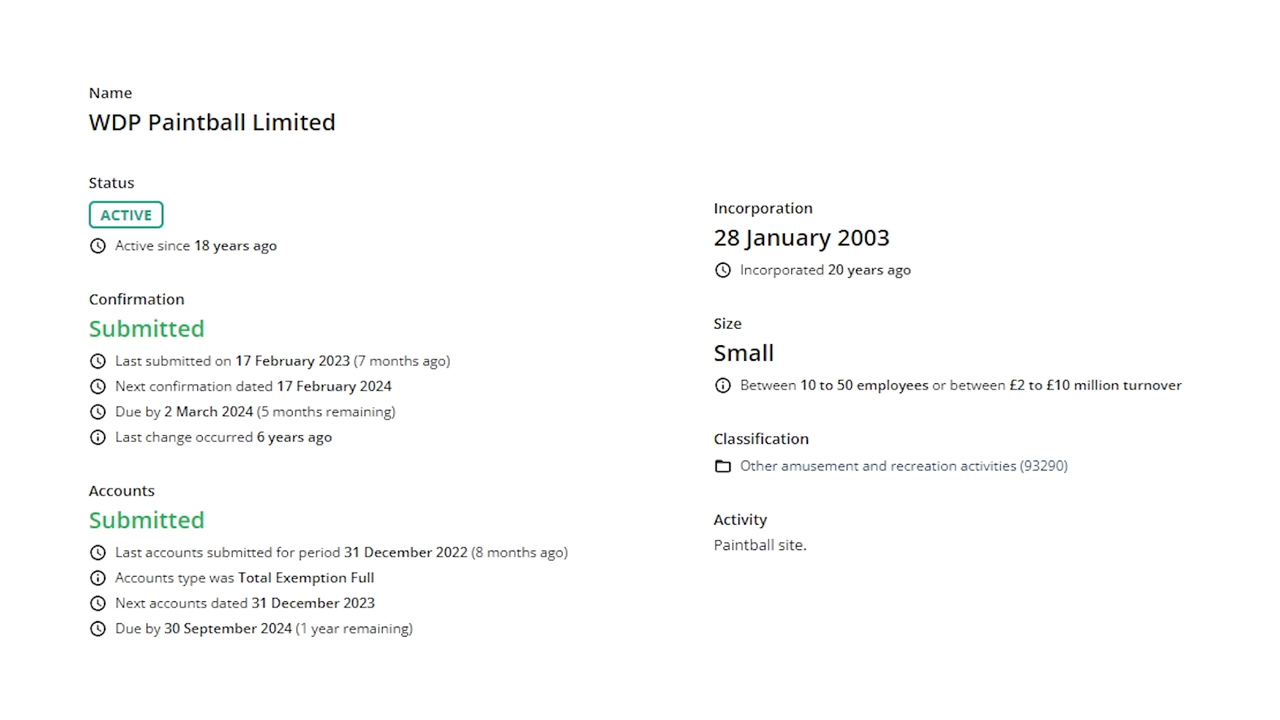 Name
WDP Paintball Limited
Status
ACTIVE
Active since 18 years ago
Confirmation
Submitted
Last submitted on 17 February 2023 (7 months ago)
Next confirmation dated 17 February 2024
Due by 2 March 2024 (5 months remaining)
Last change occurred 6 years ago
Accounts
Submitted
Last accounts submitted for period 31 December 2022 (8 months ago)
Accounts type was Total Exemption Full
Next accounts dated 31 December 2023
Due by 30 September 2024 (1 year remaining)
Incorporation
28 January 2003
Incorporated 20 years ago
Size
Small
Between 10 to 50 employees or between £2 to £10 million turnover
Classification
Other amusement and recreation activities (93290)
Activity
Paintball site.